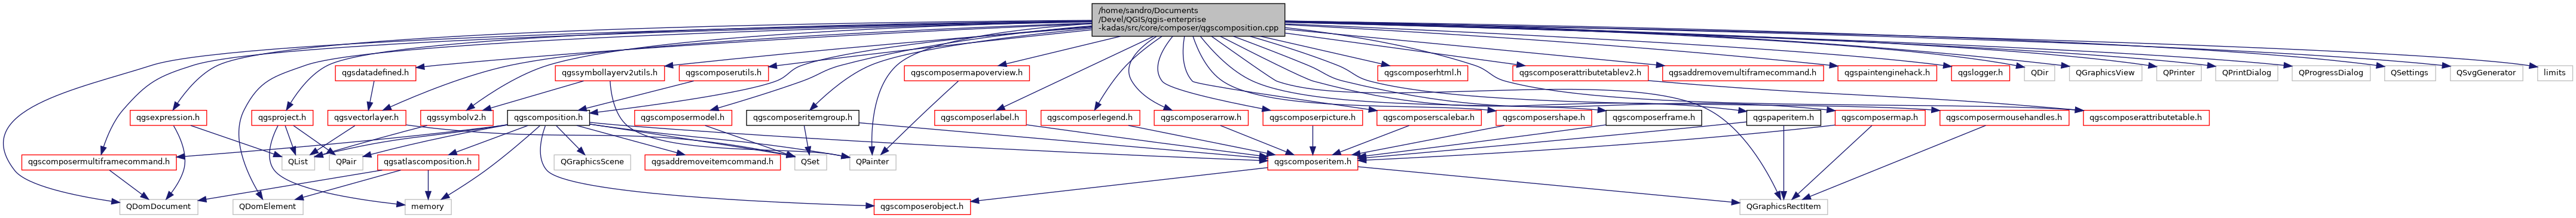 /home/sandro/Documents
/Devel/QGIS/qgis-enterprise
-kadas/src/core/composer/qgscomposition.cpp
qgsdatadefined.h
qgssymbollayerv2utils.h
qgscomposerutils.h
qgscomposermapoverview.h
qgscomposerhtml.h
qgscomposerattributetablev2.h
qgsaddremovemultiframecommand.h
qgspaintenginehack.h
qgslogger.h
QDir
QGraphicsView
QPrinter
QPrintDialog
QProgressDialog
QSettings
QSvgGenerator
limits
qgsexpression.h
qgsproject.h
qgsvectorlayer.h
qgssymbolv2.h
qgscomposition.h
qgscomposermodel.h
qgscomposeritemgroup.h
qgscomposerlabel.h
qgscomposerlegend.h
qgscomposerarrow.h
qgscomposerpicture.h
qgscomposerscalebar.h
qgscomposershape.h
qgscomposerframe.h
qgspaperitem.h
qgscomposermap.h
qgscomposermousehandles.h
qgscomposerattributetable.h
qgscomposermultiframecommand.h
QList
QPair
qgsatlascomposition.h
QGraphicsScene
qgsaddremoveitemcommand.h
QSet
QPainter
qgscomposeritem.h
QDomDocument
QDomElement
memory
qgscomposerobject.h
QGraphicsRectItem